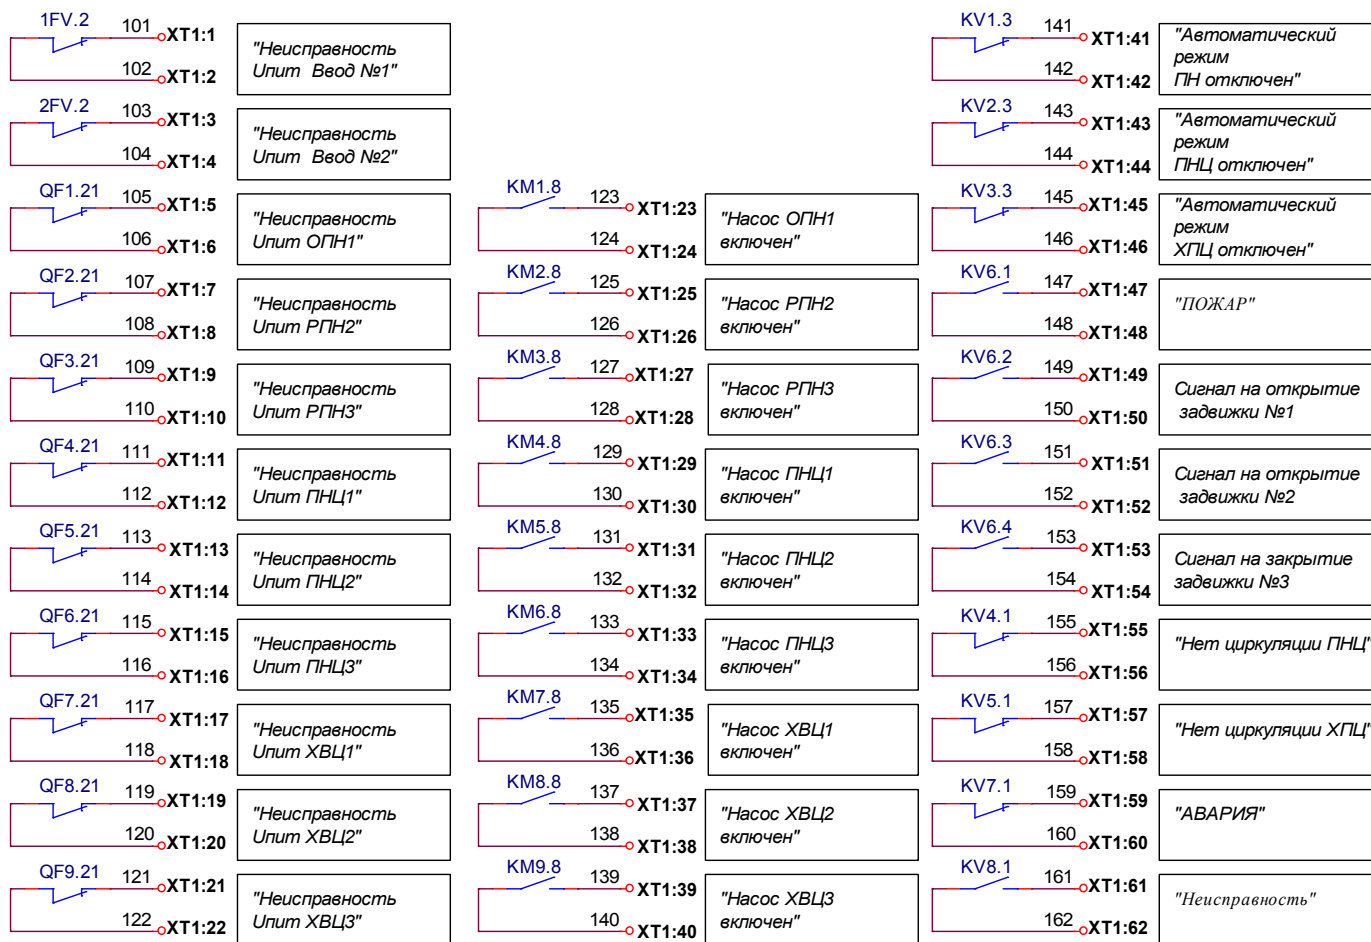 1FV.2
101
XT1:1
102
XT1:2
"Неисправность
Uпит Ввод №1"
2FV.2
103
XT1:3
104
XT1:4
"Неисправность
Uпит Ввод №2"
QF1.21
105
XT1:5
106
XT1:6
"Неисправность
Uпит ОПН1"
QF2.21
107
XT1:7
108
XT1:8
"Неисправность
Uпит РПН2"
QF3.21
109
XT1:9
110
XT1:10
"Неисправность
Uпит РПН3"
QF4.21
111
XT1:11
112
XT1:12
"Неисправность
Uпит ПНЦ1"
QF5.21
113
XT1:13
114
XT1:14
"Неисправность
Uпит ПНЦ2"
QF6.21
115
XT1:15
116
XT1:16
"Неисправность
Uпит ПНЦ3"
QF7.21
117
XT1:17
118
XT1:18
"Неисправность
Uпит ХВЦ1"
QF8.21
119
XT1:19
120
XT1:20
"Неисправность
Uпит ХВЦ2"
QF9.21
121
XT1:21
122
XT1:22
"Неисправность
Uпит ХВЦ3"
KM1.8
123
XT1:23
124
XT1:24
"Насос ОПН1
включен"
KM2.8
125
XT1:25
126
XT1:26
"Насос РПН2
включен"
KM3.8
127
XT1:27
128
XT1:28
"Насос РПН3
включен"
KM4.8
129
XT1:29
130
XT1:30
"Насос ПНЦ1
включен"
KM5.8
131
XT1:31
132
XT1:32
"Насос ПНЦ2
включен"
KM6.8
133
XT1:33
134
XT1:34
"Насос ПНЦ3
включен"
KM7.8
135
XT1:35
136
XT1:36
"Насос ХВЦ1
включен"
KM8.8
137
XT1:37
138
XT1:38
"Насос ХВЦ2
включен"
KM9.8
139
XT1:39
140
XT1:40
"Насос ХВЦ3
включен"
KV1.3
141
XT1:41
142
XT1:42
"Автоматический
режим
ПН отключен"
KV2.3
143
XT1:43
144
XT1:44
"Автоматический
режим
ПНЦ отключен"
KV3.3
145
XT1:45
146
XT1:46
"Автоматический
режим
ХПЦ отключен"
KV6.1
147
XT1:47
148
XT1:48
"ПОЖАР"
KV6.2
149
XT1:49
150
XT1:50
Сигнал на открытие
задвижки №1
KV6.3
151
XT1:51
152
XT1:52
Сигнал на открытие
задвижки №2
KV6.4
153
XT1:53
154
XT1:54
Сигнал на закрытие
задвижки №3
KV4.1
155
XT1:55
156
XT1:56
"Нет циркуляции ПНЦ"
KV5.1
157
XT1:57
158
XT1:58
"Нет циркуляции ХПЦ"
KV7.1
159
XT1:59
160
XT1:60
"АВАРИЯ"
KV8.1
161
XT1:61
162
XT1:62
"Неисправность"